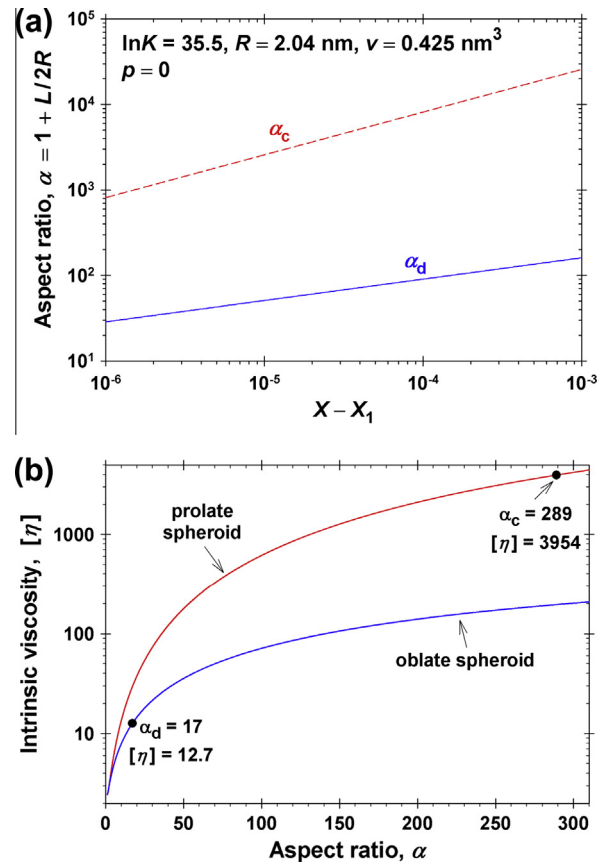 (a)
lnK = 35.5, R = 2.04 nm, v = 0.425 nm³
p = 0
Aspect ratio, α = 1 + L/2R
10⁵
10⁴
10³
10²
10¹
αc
αd
10⁻⁶
10⁻⁵
10⁻⁴
10⁻³
X – X₁
(b)
Intrinsic viscosity, [η]
1000
100
10
prolate
spheroid
αc = 289
[η] = 3954
oblate spheroid
αd = 17
[η] = 12.7
0
50
100
150
200
250
300
Aspect ratio, α